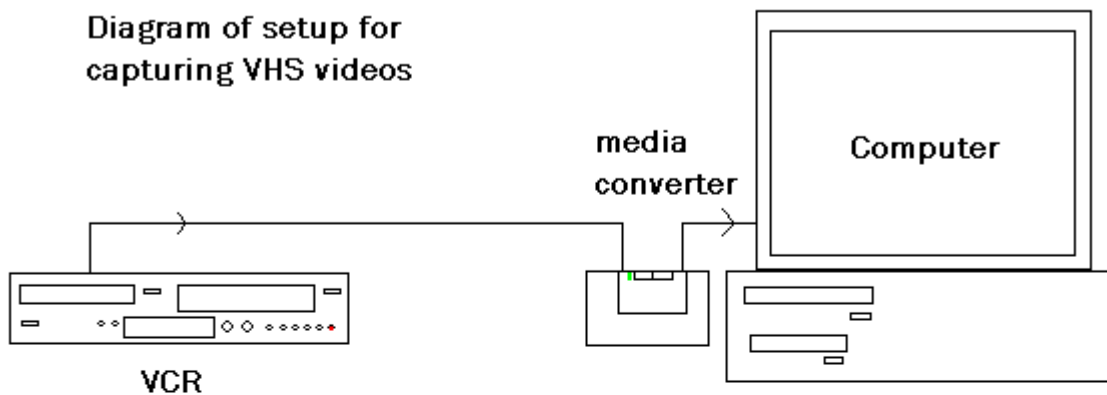 Diagram of setup for
capturing VHS videos
media
converter
Computer
VCR